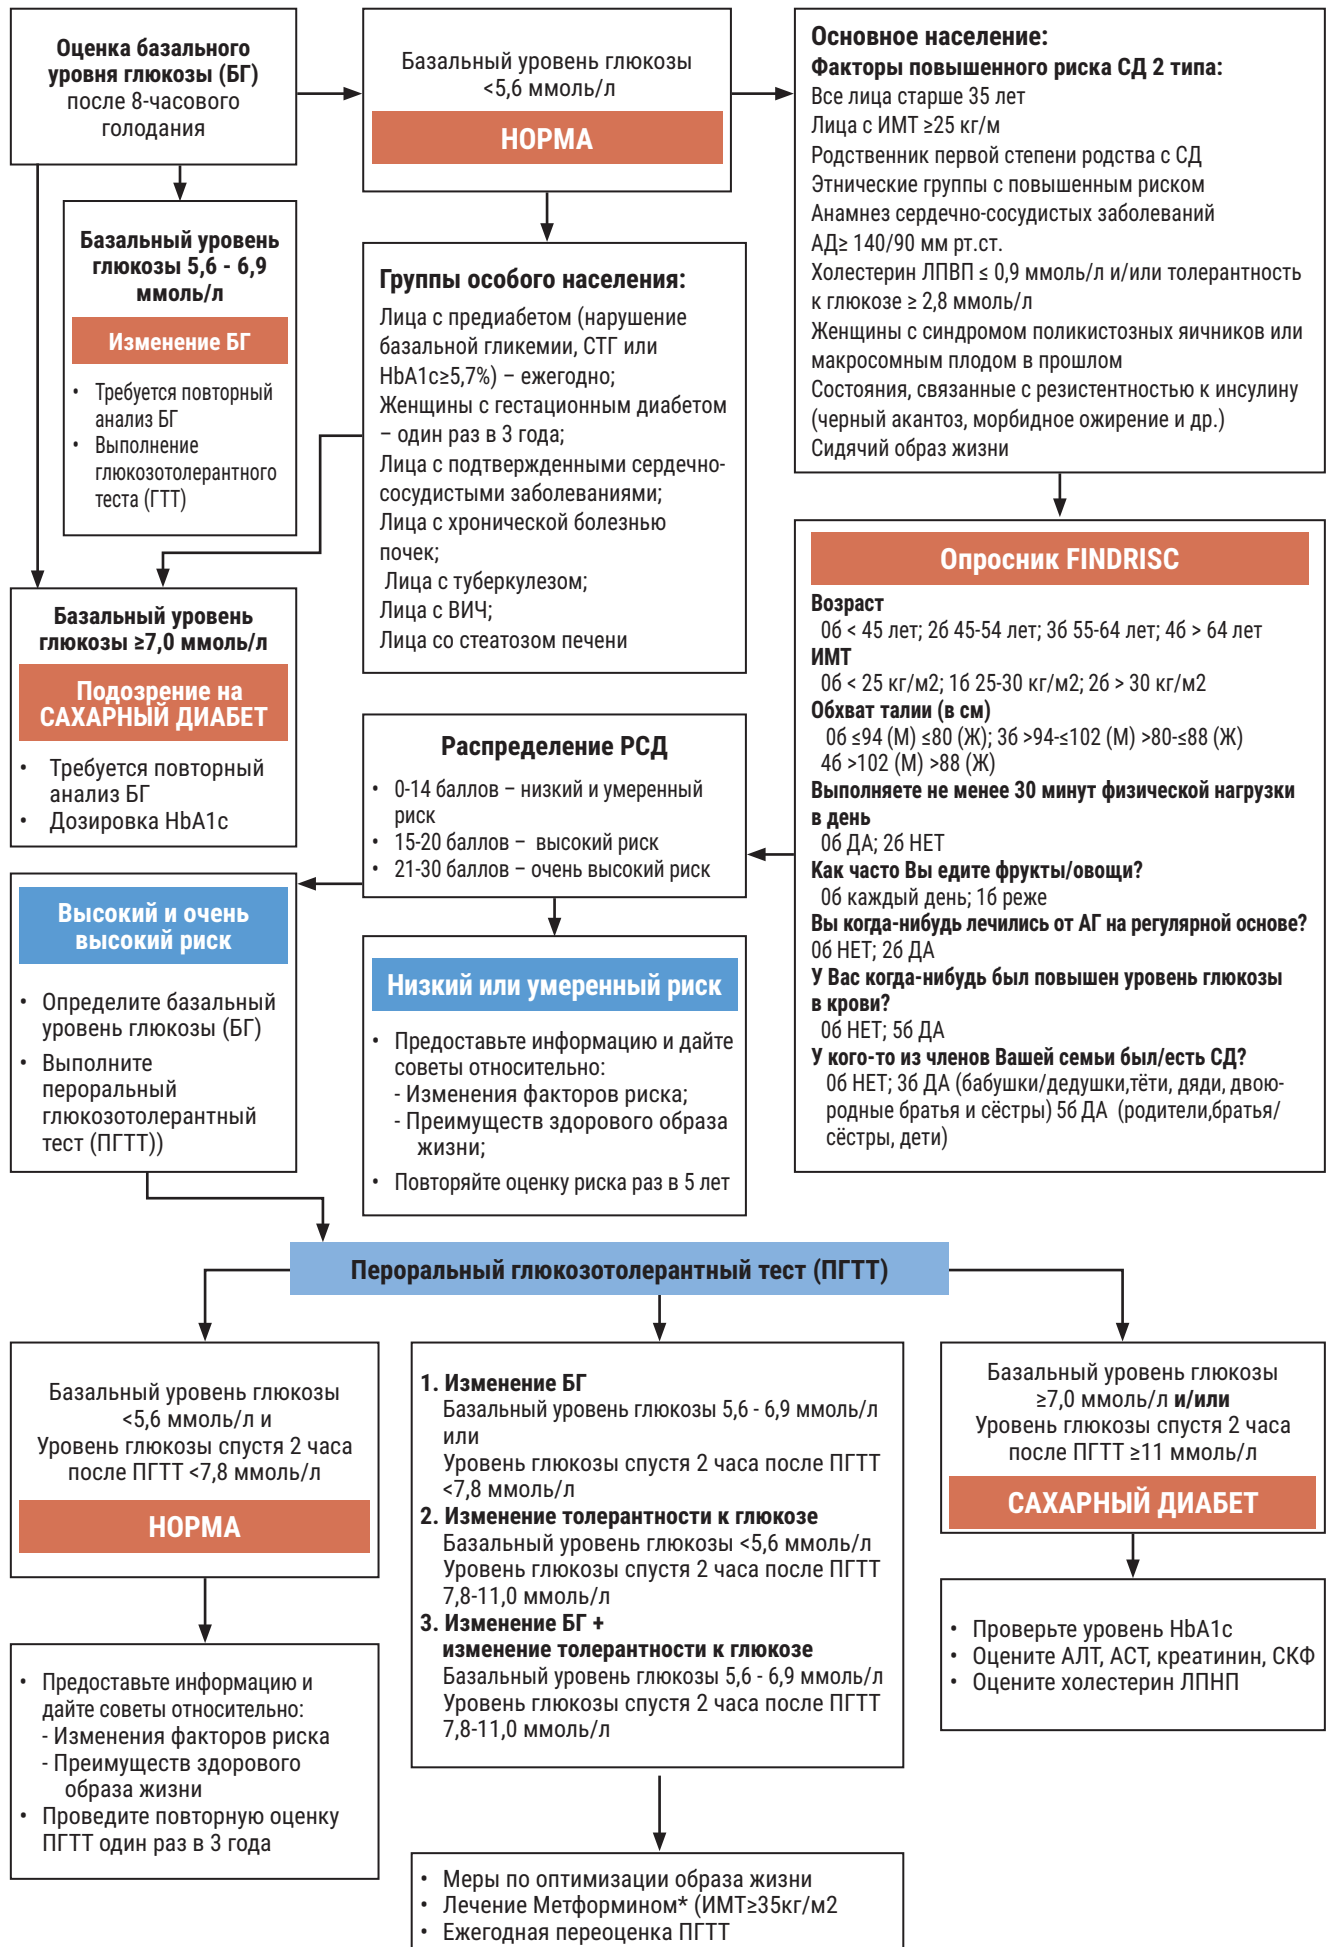 Оценка базального
уровня глюкозы (БГ)
после 8-часового
голодания
Базальный уровень глюкозы
<5,6 ммоль/л
НОРМА
Основное население:
Факторы повышенного риска СД 2 типа:
Все лица старше 35 лет
Лица с ИМТ ≥25 кг/м
Родственник первой степени родства с СД
Этнические группы с повышенным риском
Анамнез сердечно-сосудистых заболеваний
АД≥ 140/90 мм рт.ст.
Холестерин ЛПВП ≤ 0,9 ммоль/л и/или толерантность
к глюкозе ≥ 2,8 ммоль/л
Женщины с синдромом поликистозных яичников или
макросомным плодом в прошлом
Состояния, связанные с резистентностью к инсулину
(черный акантоз, морбидное ожирение и др.)
Сидячий образ жизни
Базальный уровень
глюкозы 5,6 - 6,9
ммоль/л
Изменение БГ
• Требуется повторный
анализ БГ
• Выполнение
глюкозотолерантного
теста (ГТТ)
Группы особого населения:
Лица с предиабетом (нарушение
базальной гликемии, СТГ или
HbA1c≥5,7%) – ежегодно;
Женщины с гестационным диабетом
– один раз в 3 года;
Лица с подтвержденными сердечно-
сосудистыми заболеваниями;
Лица с хронической болезнью
почек;
Лица с туберкулезом;
Лица с ВИЧ;
Лица со стеатозом печени
Базальный уровень
глюкозы ≥7,0 ммоль/л
Подозрение на
САХАРНЫЙ ДИАБЕТ
• Требуется повторный
анализ БГ
• Дозировка HbA1c
Опросник FINDRISC
Возраст
0б < 45 лет; 2б 45-54 лет; 3б 55-64 лет; 4б > 64 лет
ИМТ
0б < 25 кг/м2; 1б 25-30 кг/м2; 2б > 30 кг/м2
Обхват талии (в см)
0б ≤94 (М) ≤80 (Ж); 3б >94-≤102 (М) >80-≤88 (Ж)
4б >102 (М) >88 (Ж)
Выполняете не менее 30 минут физической нагрузки
в день
0б ДА; 2б НЕТ
Как часто Вы едите фрукты/овощи?
0б каждый день; 1б реже
Вы когда-нибудь лечились от АГ на регулярной основе?
0б НЕТ; 2б ДА
У Вас когда-нибудь был повышен уровень глюкозы
в крови?
0б НЕТ; 5б ДА
У кого-то из членов Вашей семьи был/есть СД?
0б НЕТ; 3б ДА (бабушки/дедушки,тёти, дяди, двою-
родные братья и сёстры) 5б ДА (родители,братья/
сёстры, дети)
Распределение РСД
• 0-14 баллов – низкий и умеренный
риск
• 15-20 баллов – высокий риск
• 21-30 баллов – очень высокий риск
Высокий и очень
высокий риск
• Определите базальный
уровень глюкозы (БГ)
• Выполните
пероральный
глюкозотолерантный
тест (ПГТТ))
Низкий или умеренный риск
• Предоставьте информацию и дайте
советы относительно:
- Изменения факторов риска;
- Преимуществ здорового образа
жизни;
• Повторяйте оценку риска раз в 5 лет
Пероральный глюкозотолерантный тест (ПГТТ)
Базальный уровень глюкозы
<5,6 ммоль/л и
Уровень глюкозы спустя 2 часа
после ПГТТ <7,8 ммоль/л
НОРМА
1. Изменение БГ
Базальный уровень глюкозы 5,6 - 6,9 ммоль/л
или
Уровень глюкозы спустя 2 часа после ПГТТ
<7,8 ммоль/л
2. Изменение толерантности к глюкозе
Базальный уровень глюкозы <5,6 ммоль/л
Уровень глюкозы спустя 2 часа после ПГТТ
7,8-11,0 ммоль/л
3. Изменение БГ +
изменение толерантности к глюкозе
Базальный уровень глюкозы 5,6 - 6,9 ммоль/л
Уровень глюкозы спустя 2 часа после ПГТТ
7,8-11,0 ммоль/л
Базальный уровень глюкозы
≥7,0 ммоль/л и/или
Уровень глюкозы спустя 2 часа
после ПГТТ ≥11 ммоль/л
САХАРНЫЙ ДИАБЕТ
• Проверьте уровень HbA1c
• Оцените АЛТ, АСТ, креатинин, СКФ
• Оцените холестерин ЛПНП
• Предоставьте информацию и
дайте советы относительно:
- Изменения факторов риска
- Преимуществ здорового
образа жизни
• Проведите повторную оценку
ПГТТ один раз в 3 года
• Меры по оптимизации образа жизни
• Лечение Метформином* (ИМТ≥35кг/м2
• Ежегодная переоценка ПГТТ